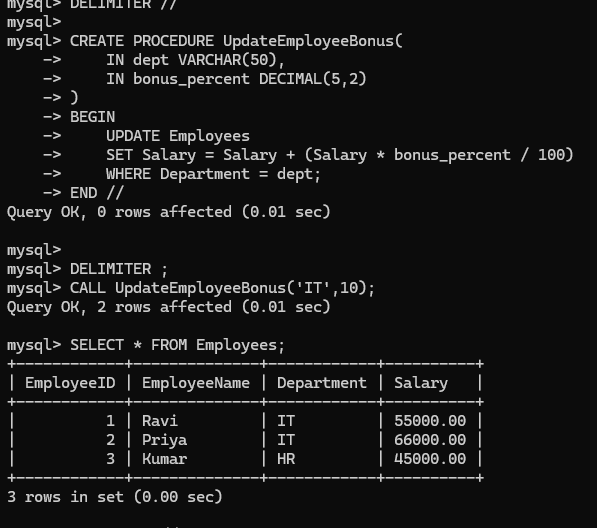 mysql> DELIMITER //
mysql>
mysql> CREATE PROCEDURE UpdateEmployeeBonus(
    ->     IN dept VARCHAR(50),
    ->     IN bonus_percent DECIMAL(5,2)
    -> )
    -> BEGIN
    ->     UPDATE Employees
    ->     SET Salary = Salary + (Salary * bonus_percent / 100)
    ->     WHERE Department = dept;
    -> END //
Query OK, 0 rows affected (0.01 sec)

mysql>
mysql> DELIMITER ;
mysql> CALL UpdateEmployeeBonus('IT',10);
Query OK, 2 rows affected (0.01 sec)

mysql> SELECT * FROM Employees;
+------------+--------------+------------+----------+
| EmployeeID | EmployeeName | Department | Salary   |
+------------+--------------+------------+----------+
|          1 | Ravi         | IT         | 55000.00 |
|          2 | Priya        | IT         | 66000.00 |
|          3 | Kumar        | HR         | 45000.00 |
+------------+--------------+------------+----------+
3 rows in set (0.00 sec)